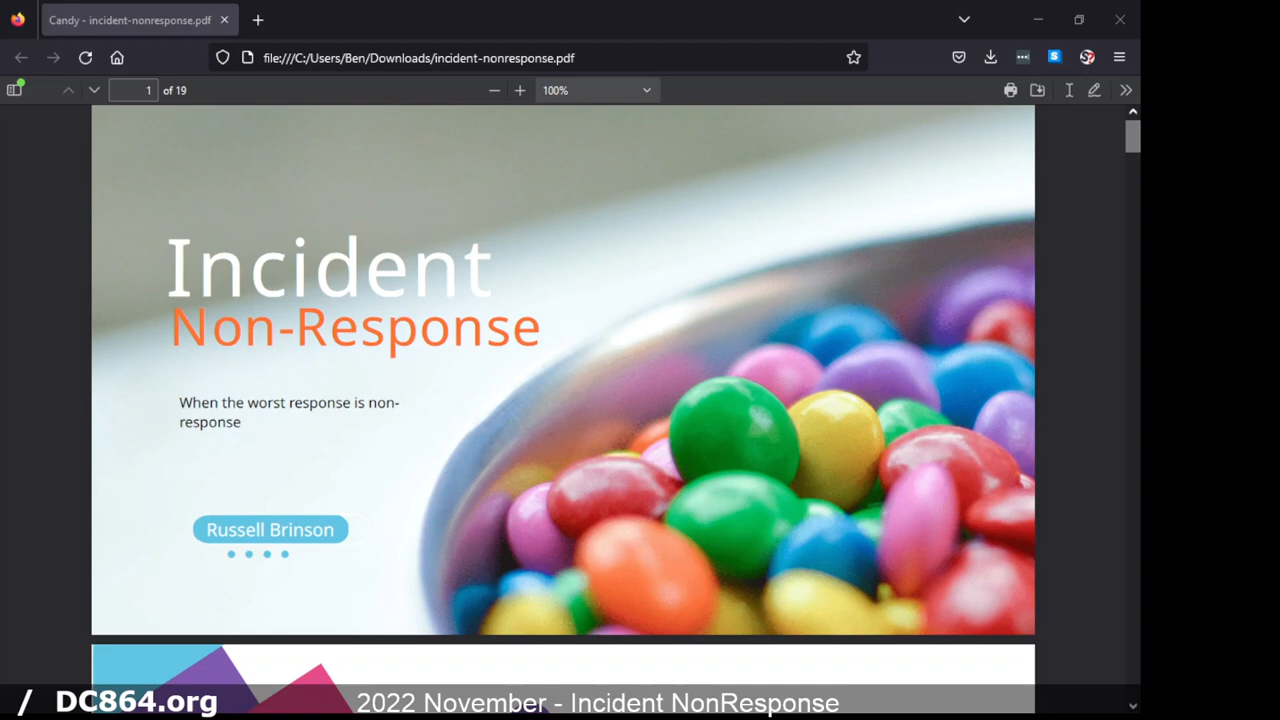 Candy - incident-nonresponse.pdf
file:///C:/Users/Ben/Downloads/incident-nonresponse.pdf
1 of 19
100%
Incident
Non-Response
When the worst response is non-
response
Russell Brinson
/ DC864.org
2022 November - Incident NonResponse